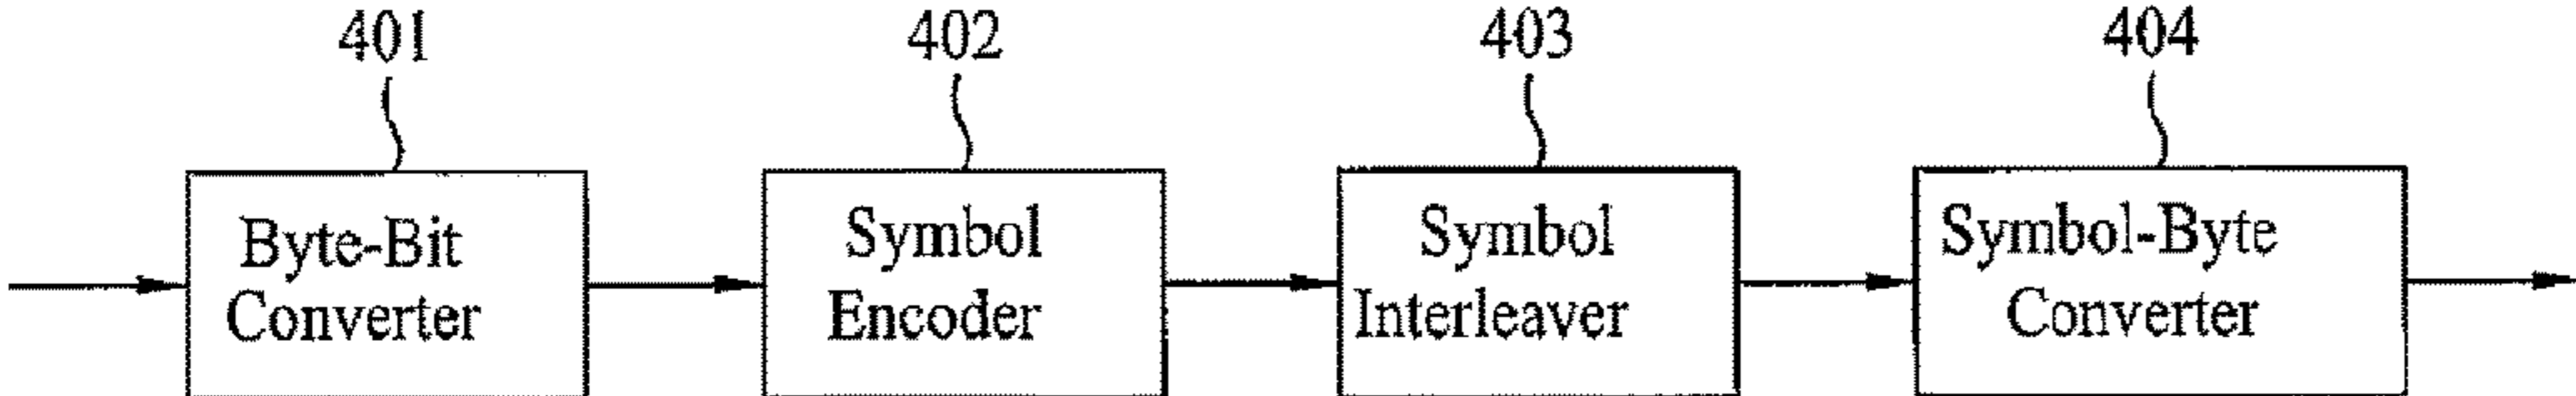 401
402
403
404
Byte-Bit
Converter
Symbol
Encoder
Symbol
Interleaver
Symbol-Byte
Converter